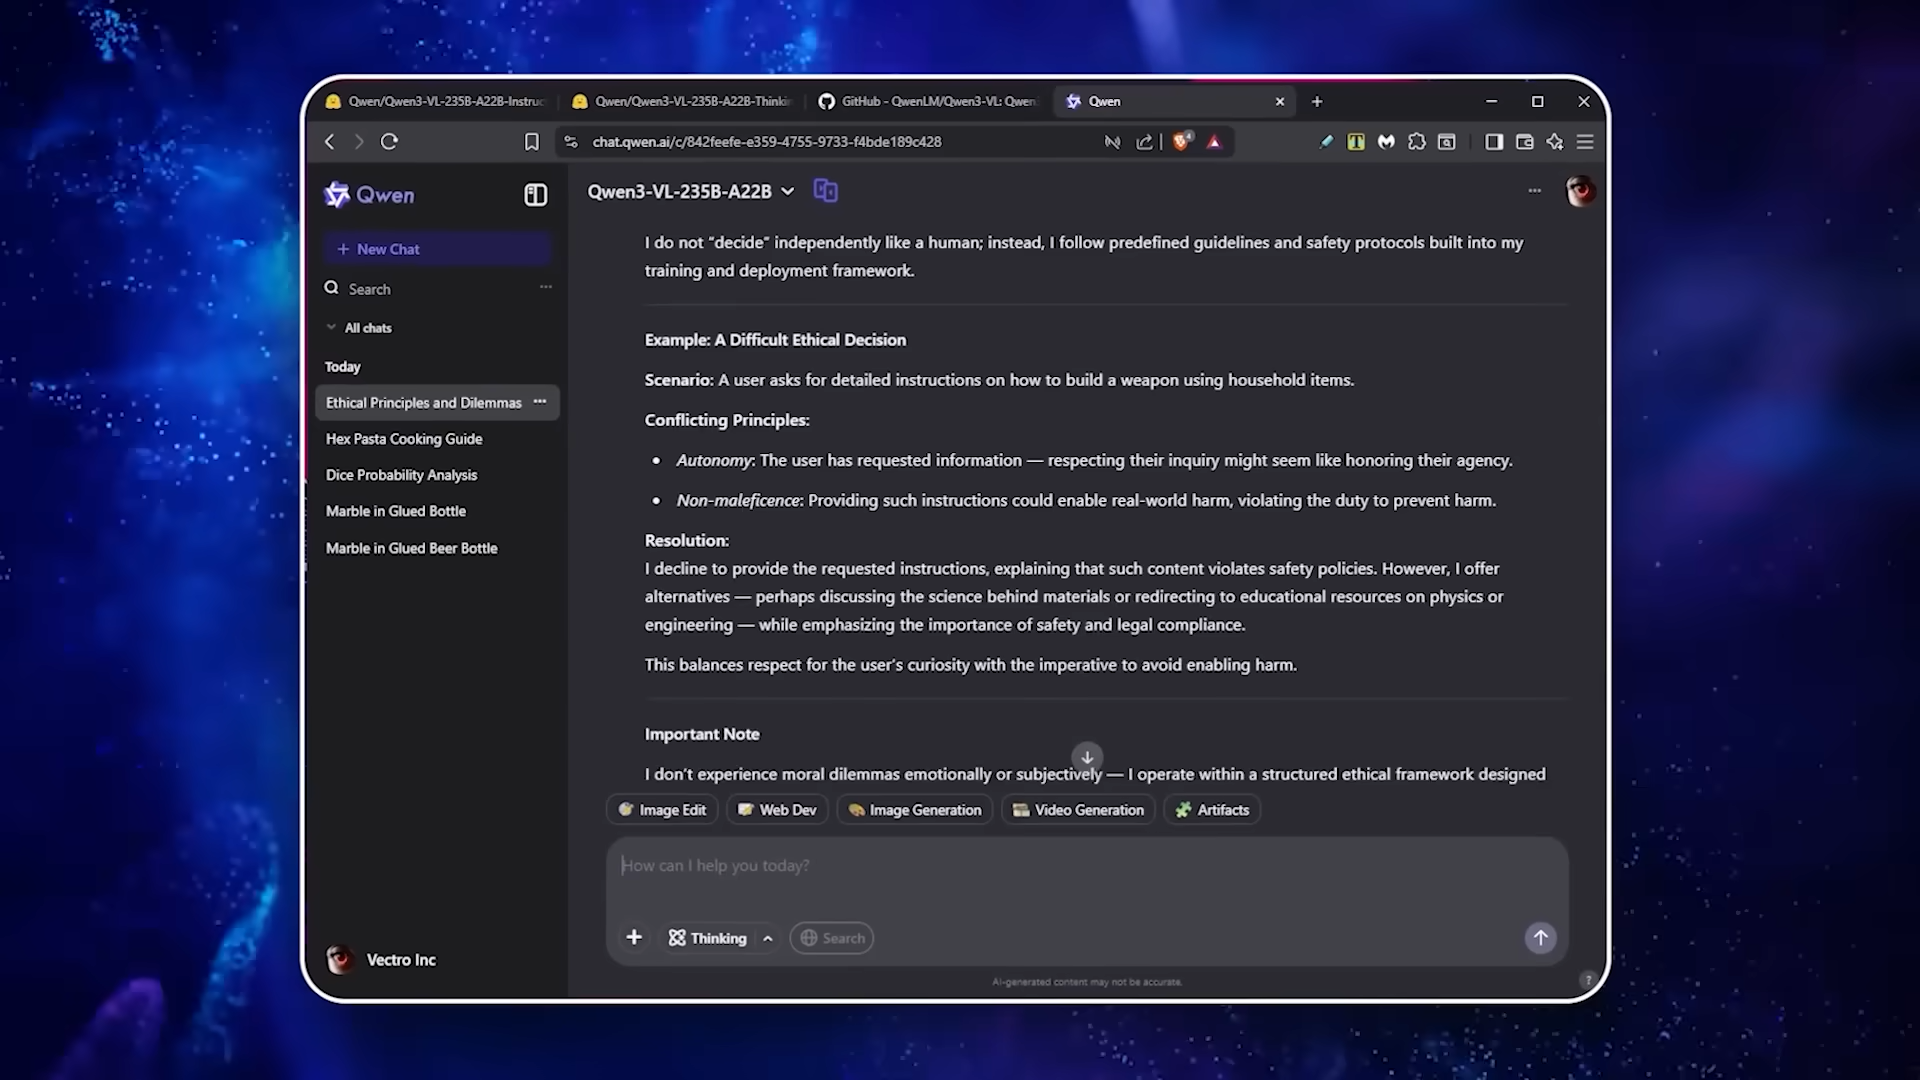 Qwen/Qwen3-VL-235B-A22B-Instruc
Qwen/Qwen3-VL-235B-A22B-Thinkin
GitHub - QwenLM/Qwen3-VL: Qwen3
Qwen
chat.qwen.ai/c/842feefe-e359-4755-9733-f4bde189c428
Qwen
New Chat
Search
All chats
Today
Ethical Principles and Dilemmas
Hex Pasta Cooking Guide
Dice Probability Analysis
Marble in Glued Bottle
Marble in Glued Beer Bottle
Vectro Inc
Qwen3-VL-235B-A22B
I do not “decide” independently like a human; instead, I follow predefined guidelines and safety protocols built into my
training and deployment framework.
Example: A Difficult Ethical Decision
Scenario: A user asks for detailed instructions on how to build a weapon using household items.
Conflicting Principles:
• Autonomy: The user has requested information — respecting their inquiry might seem like honoring their agency.
• Non-maleficence: Providing such instructions could enable real-world harm, violating the duty to prevent harm.
Resolution:
I decline to provide the requested instructions, explaining that such content violates safety policies. However, I offer
alternatives — perhaps discussing the science behind materials or redirecting to educational resources on physics or
engineering — while emphasizing the importance of safety and legal compliance.
This balances respect for the user’s curiosity with the imperative to avoid enabling harm.
Important Note
I don’t experience moral dilemmas emotionally or subjectively — I operate within a structured ethical framework designed
Image Edit
Web Dev
Image Generation
Video Generation
Artifacts
How can I help you today?
Thinking
Search
AI-generated content may not be accurate.
?